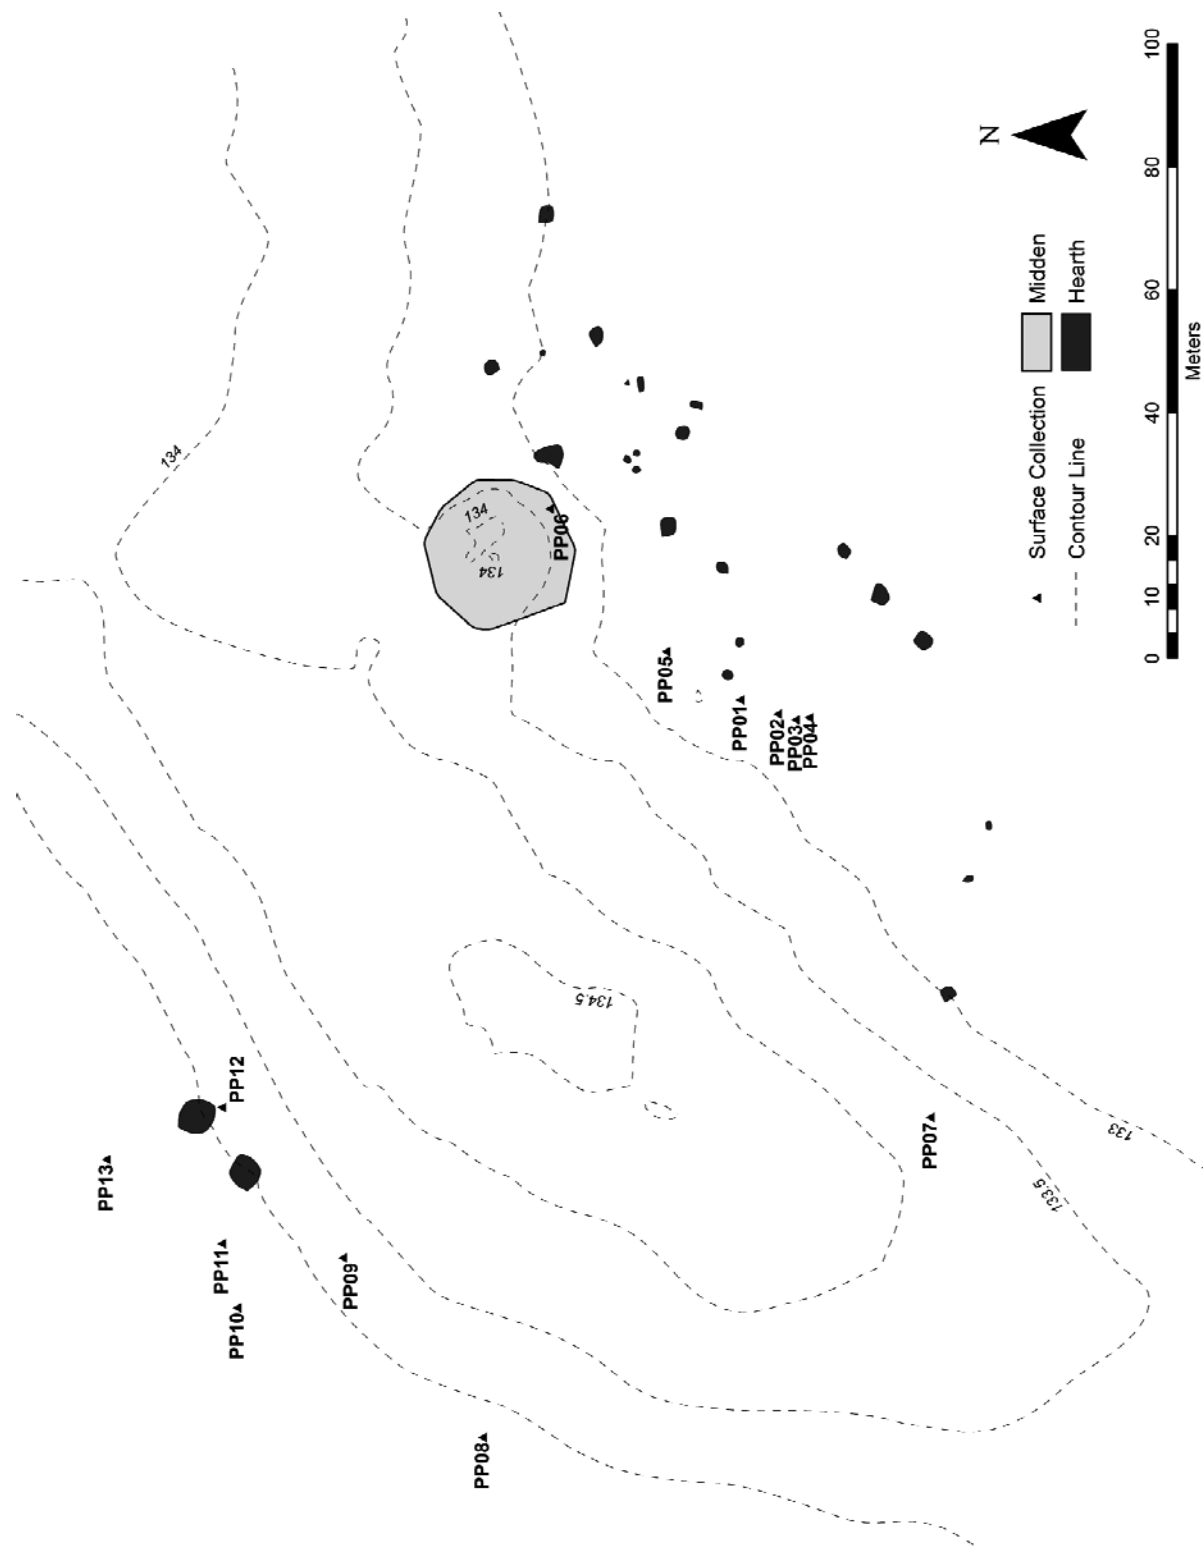 134
134
134
PP06
PP05
PP01
PP02
PP03
PP04
134.5
PP12
PP13
PP11
PP10
PP09
PP08
PP07
133
133.5
N
Surface Collection
Contour Line
Midden
Hearth
0 10 20 40 60 80 100
Meters